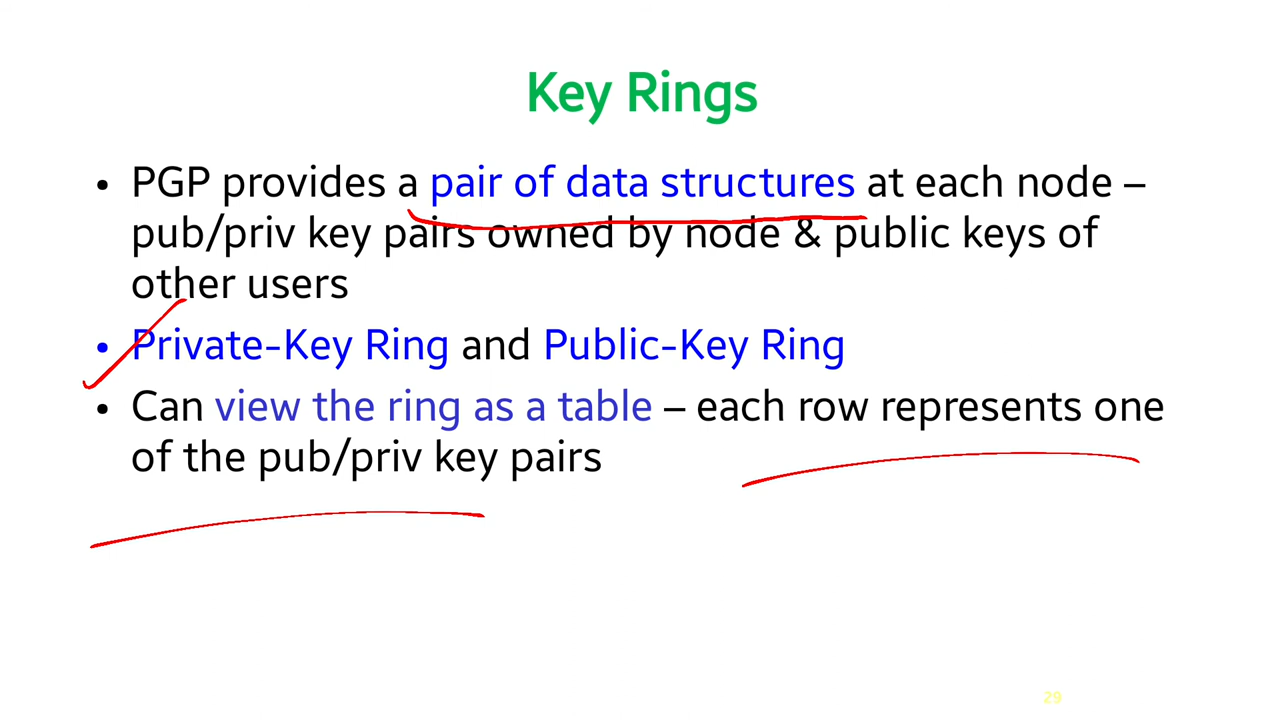 Key Rings
• PGP provides a pair of data structures at each node –
pub/priv key pairs owned by node & public keys of
other users
• Private-Key Ring and Public-Key Ring
• Can view the ring as a table – each row represents one
of the pub/priv key pairs
29